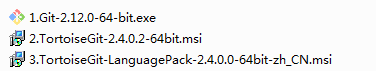 1.Git-2.12.0-64-bit.exe
2.TortoiseGit-2.4.0.2-64bit.msi
3.TortoiseGit-LanguagePack-2.4.0.0-64bit-zh_CN.msi